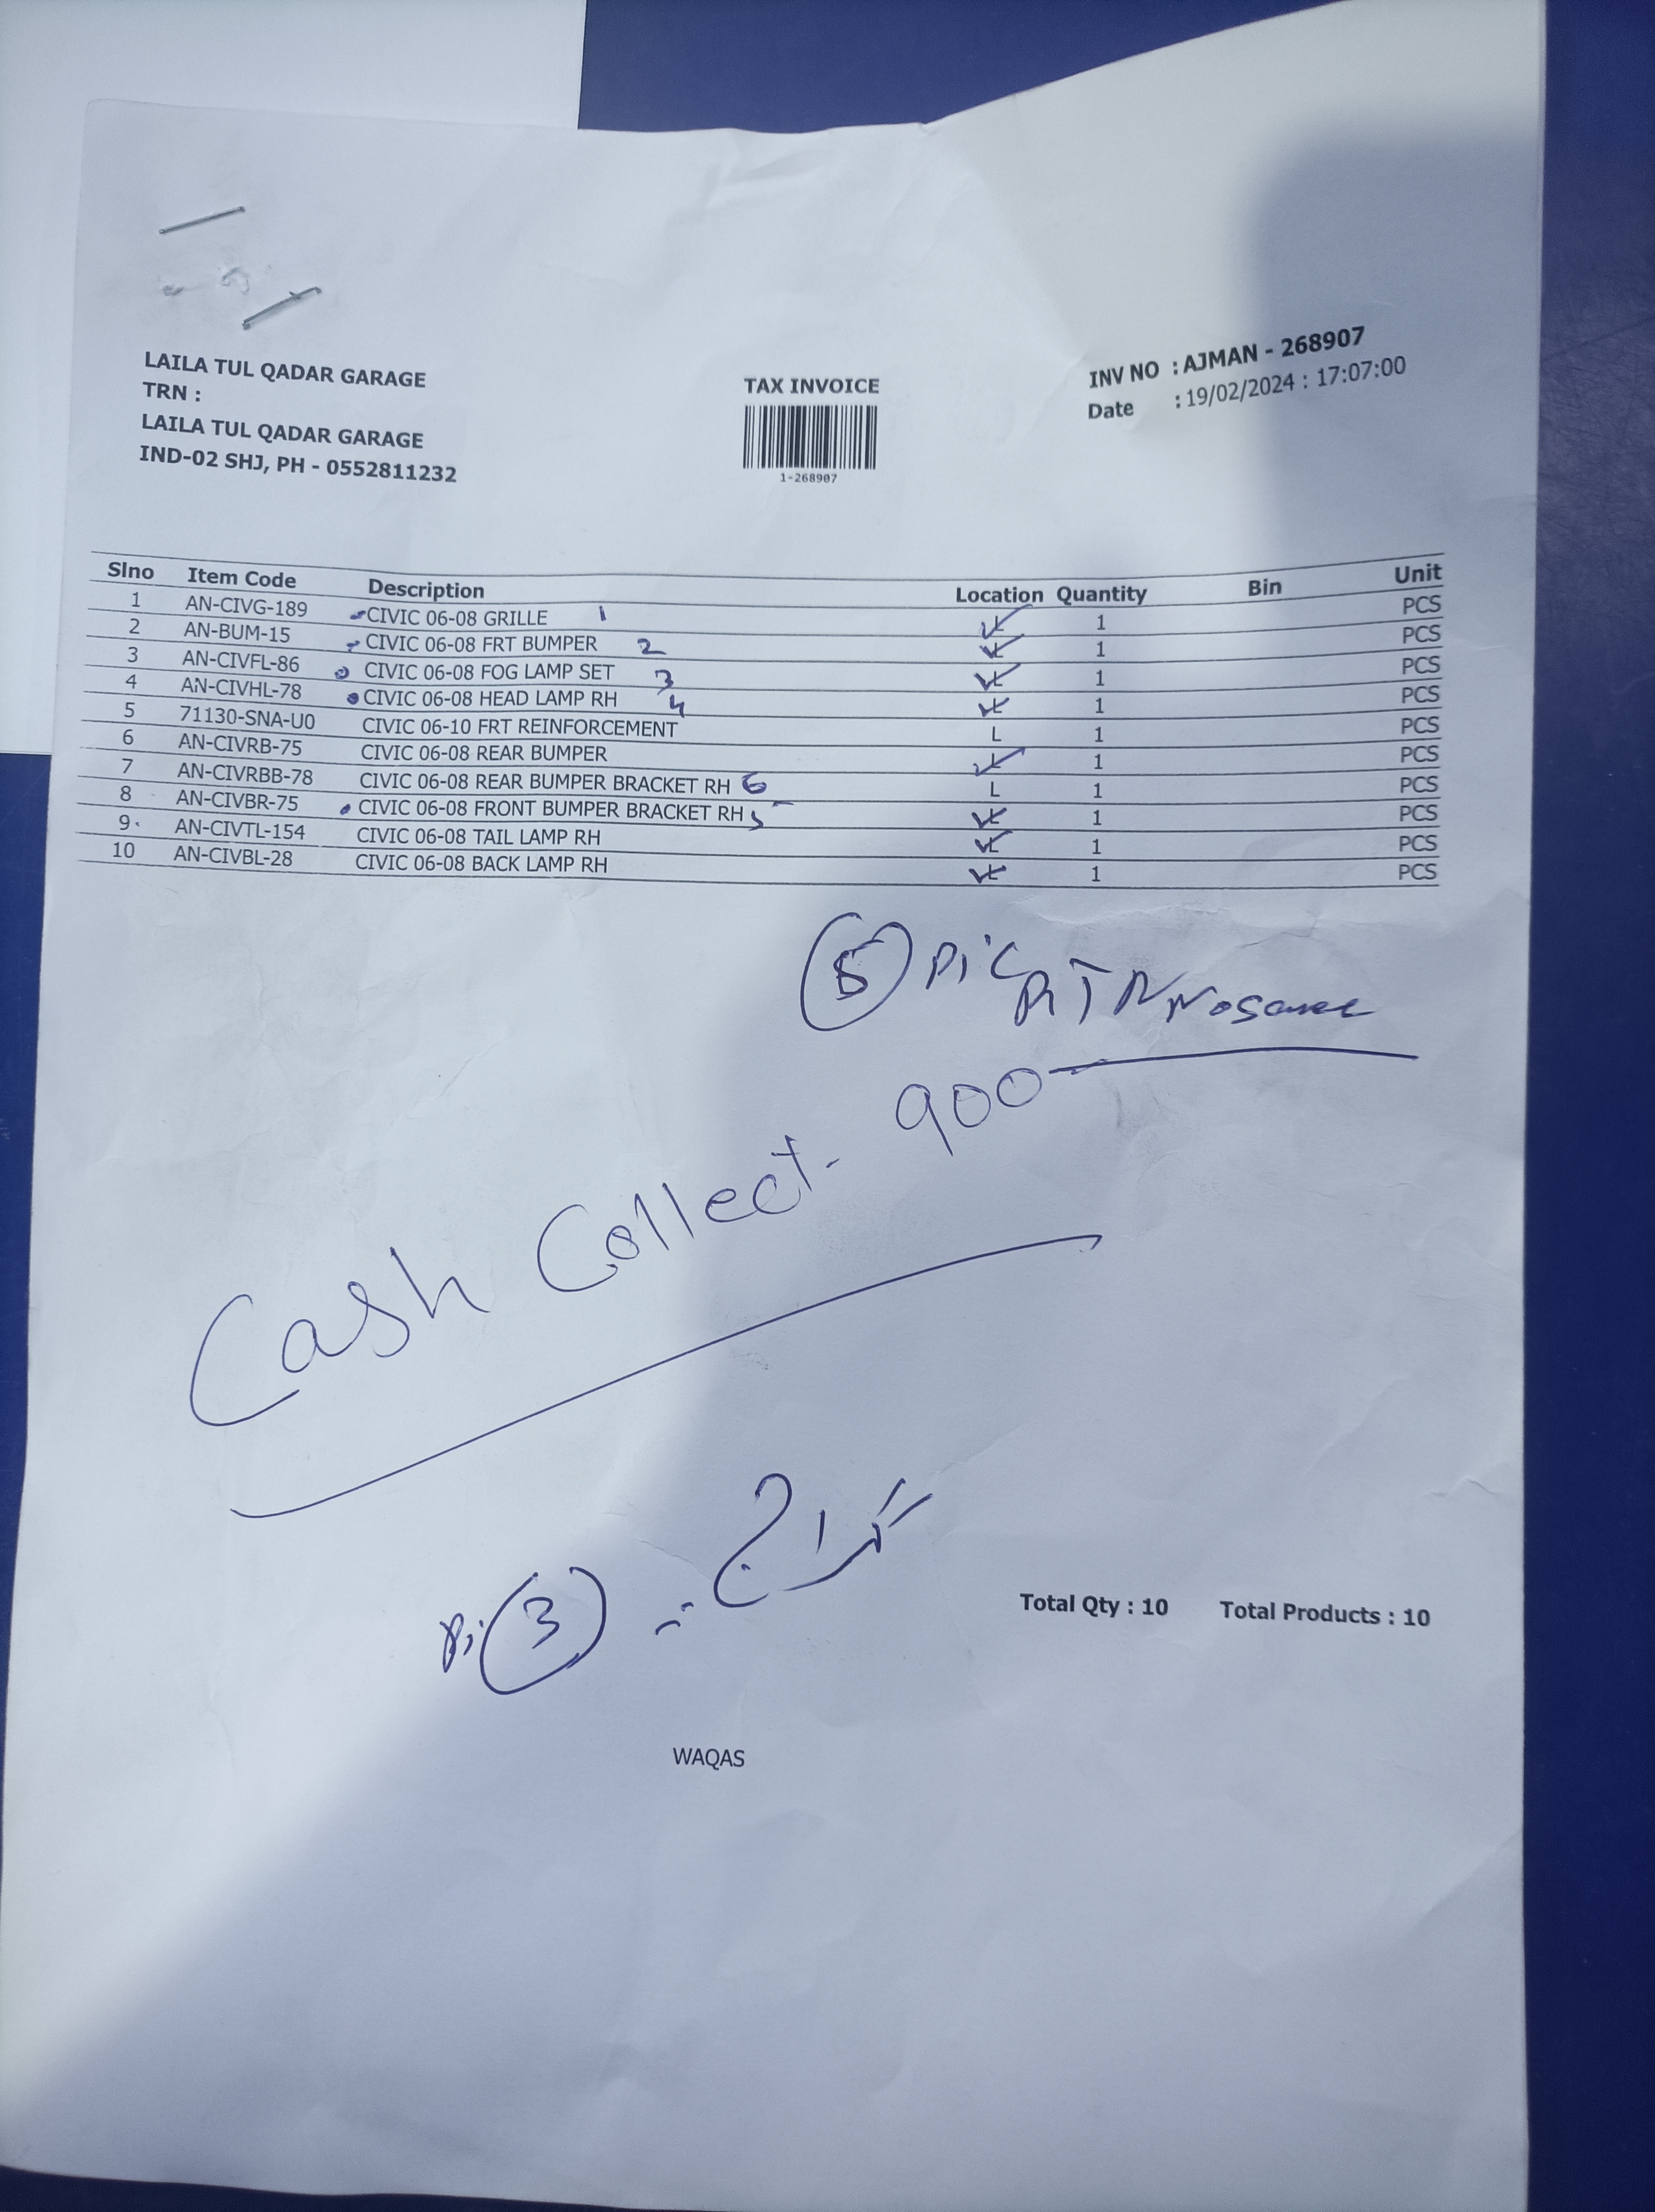 LAILA TUL QADAR GARAGE
TRN :
LAILA TUL QADAR GARAGE
IND-02 SHJ, PH - 0552811232
TAX INVOICE
1-268907
INV NO : AJMAN - 268907
Date : 19/02/2024 : 17:07:00
Slno Item Code Description Location Quantity Bin Unit
1 AN-CIVG-189 CIVIC 06-08 GRILLE 1 L 1 PCS
2 AN-BUM-15 CIVIC 06-08 FRT BUMPER 2 L 1 PCS
3 AN-CIVFL-86 CIVIC 06-08 FOG LAMP SET 3 L 1 PCS
4 AN-CIVHL-78 CIVIC 06-08 HEAD LAMP RH 4 L 1 PCS
5 71130-SNA-U0 CIVIC 06-10 FRT REINFORCEMENT L 1 PCS
6 AN-CIVRB-75 CIVIC 06-08 REAR BUMPER L 1 PCS
7 AN-CIVRBB-78 CIVIC 06-08 REAR BUMPER BRACKET RH 6 L 1 PCS
8 AN-CIVBR-75 CIVIC 06-08 FRONT BUMPER BRACKET RH 5 L 1 PCS
9 AN-CIVTL-154 CIVIC 06-08 TAIL LAMP RH L 1 PCS
10 AN-CIVBL-28 CIVIC 06-08 BACK LAMP RH L 1 PCS
5 Pic
RTN
Cash Collect - 900
گراج
3
Total Qty : 10 Total Products : 10
WAQAS